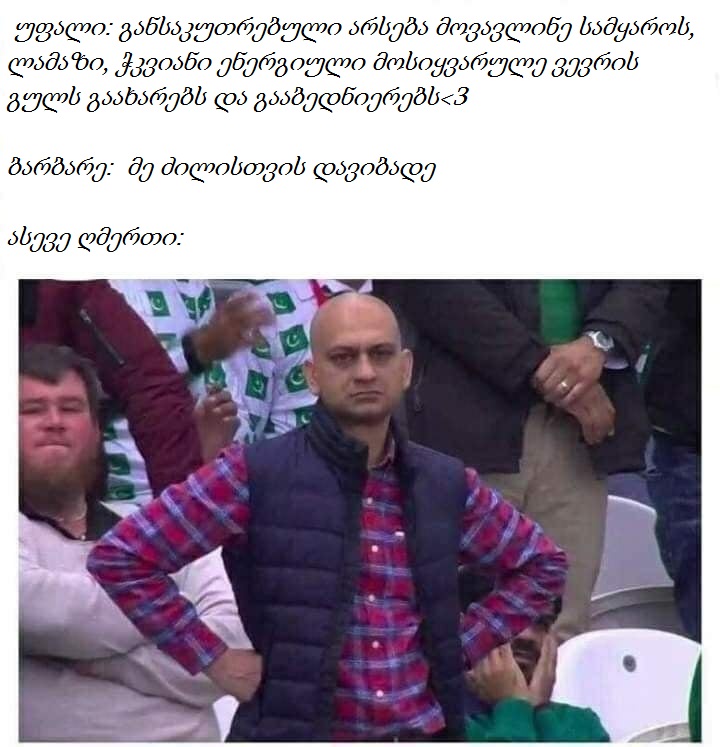 უფალი: განსაკუთრებული არსება მოვავლინე სამყაროს,
ლამაზი, ჭკვიანი ენერგიული მოსიყვარულე ვევრის
გულს გაახარებს და გააბედნიერებს<3
ბარბარე: მე ძილისთვის დავიბადე
ასევე ღმერთი: